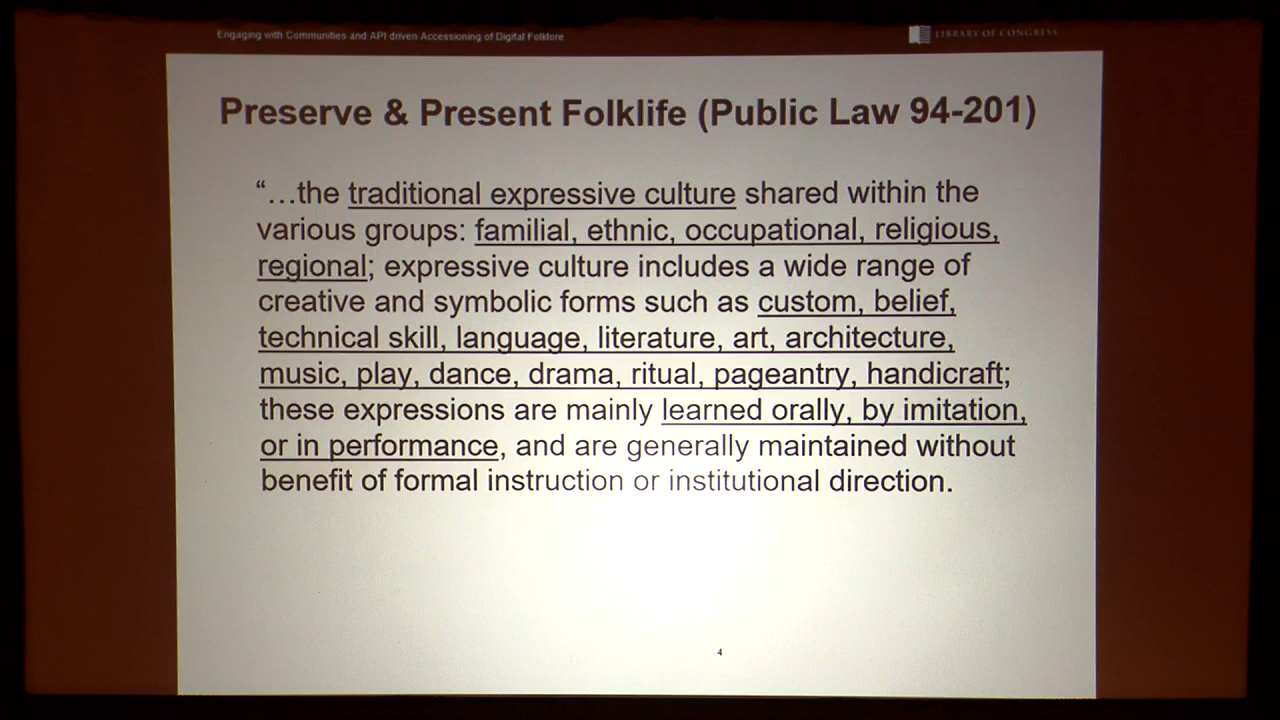 Engaging with Communities and API driven Accessioning of Digital Folklore
LIBRARY OF CONGRESS
Preserve & Present Folklife (Public Law 94-201)
“…the traditional expressive culture shared within the
various groups: familial, ethnic, occupational, religious,
regional; expressive culture includes a wide range of
creative and symbolic forms such as custom, belief,
technical skill, language, literature, art, architecture,
music, play, dance, drama, ritual, pageantry, handicraft;
these expressions are mainly learned orally, by imitation,
or in performance, and are generally maintained without
benefit of formal instruction or institutional direction.
4